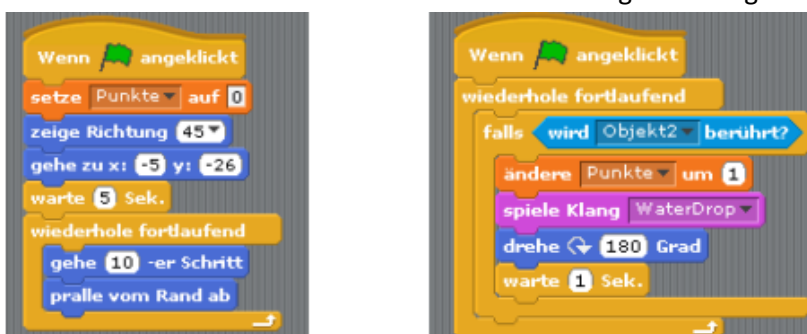 Wenn angeklickt
setze Punkte auf 0
zeige Richtung 45
gehe zu x: -5 y: -26
warte 5 Sek.
wiederhole fortlaufend
gehe 10 -er Schritt
pralle vom Rand ab
Wenn angeklickt
wiederhole fortlaufend
falls wird Objekt2 berührt?
ändere Punkte um 1
spiele Klang WaterDrop
drehe 180 Grad
warte 1 Sek.